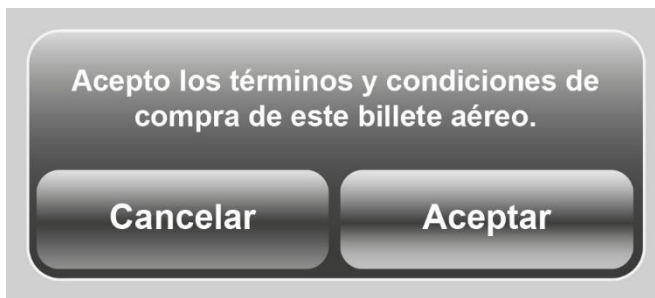 Acepto los términos y condiciones de
compra de este billete aéreo.
Cancelar
Aceptar